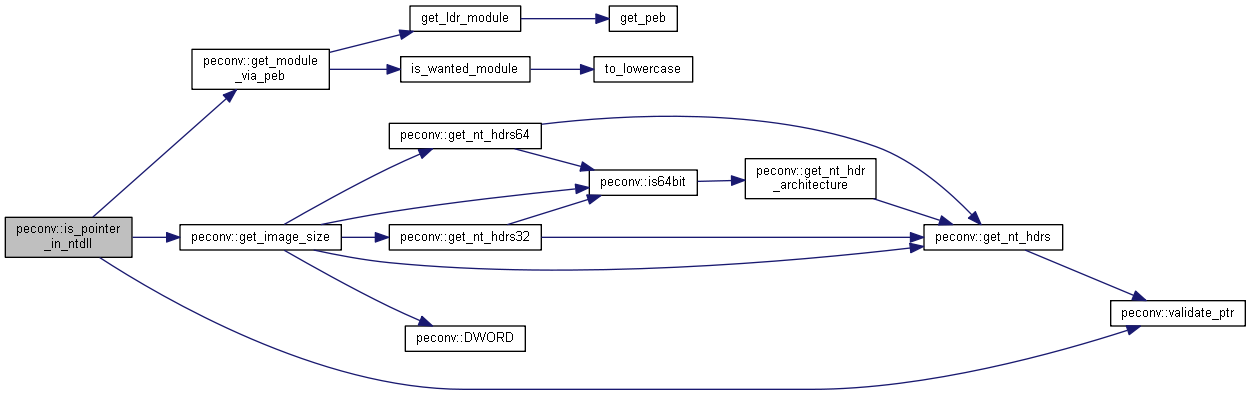 get_ldr_module
get_peb
peconv::get_module
_via_peb
is_wanted_module
to_lowercase
peconv::get_nt_hdrs64
peconv::is64bit
peconv::get_nt_hdr
_architecture
peconv::is_pointer
_in_ntdll
peconv::get_image_size
peconv::get_nt_hdrs32
peconv::get_nt_hdrs
peconv::validate_ptr
peconv::DWORD